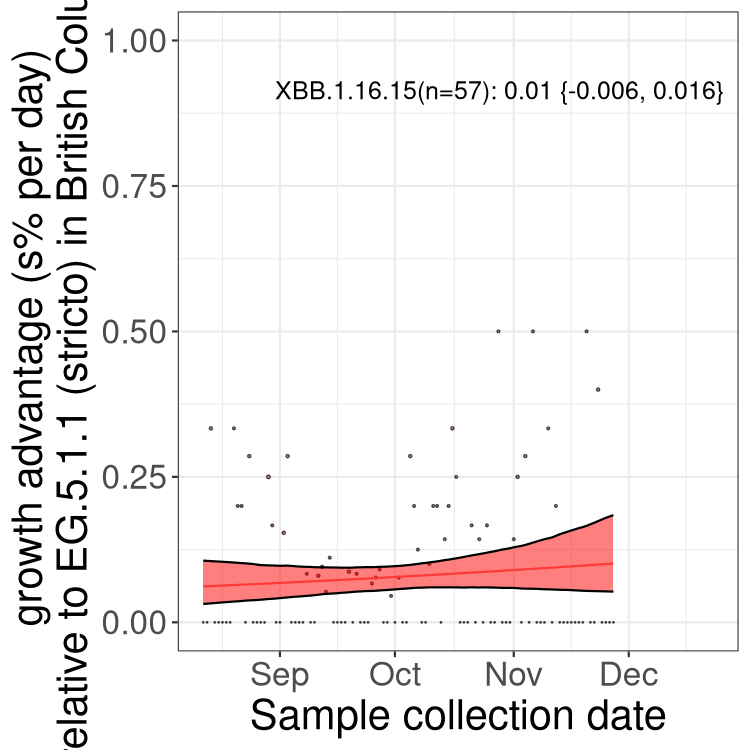 growth advantage (s% per day)
relative to EG.5.1.1 (stricto) in British
1.00
0.75
0.50
0.25
0.00
XBB.1.16.15(n=57): 0.01 {-0.006, 0.016}
Sep Oct Nov Dec
Sample collection date